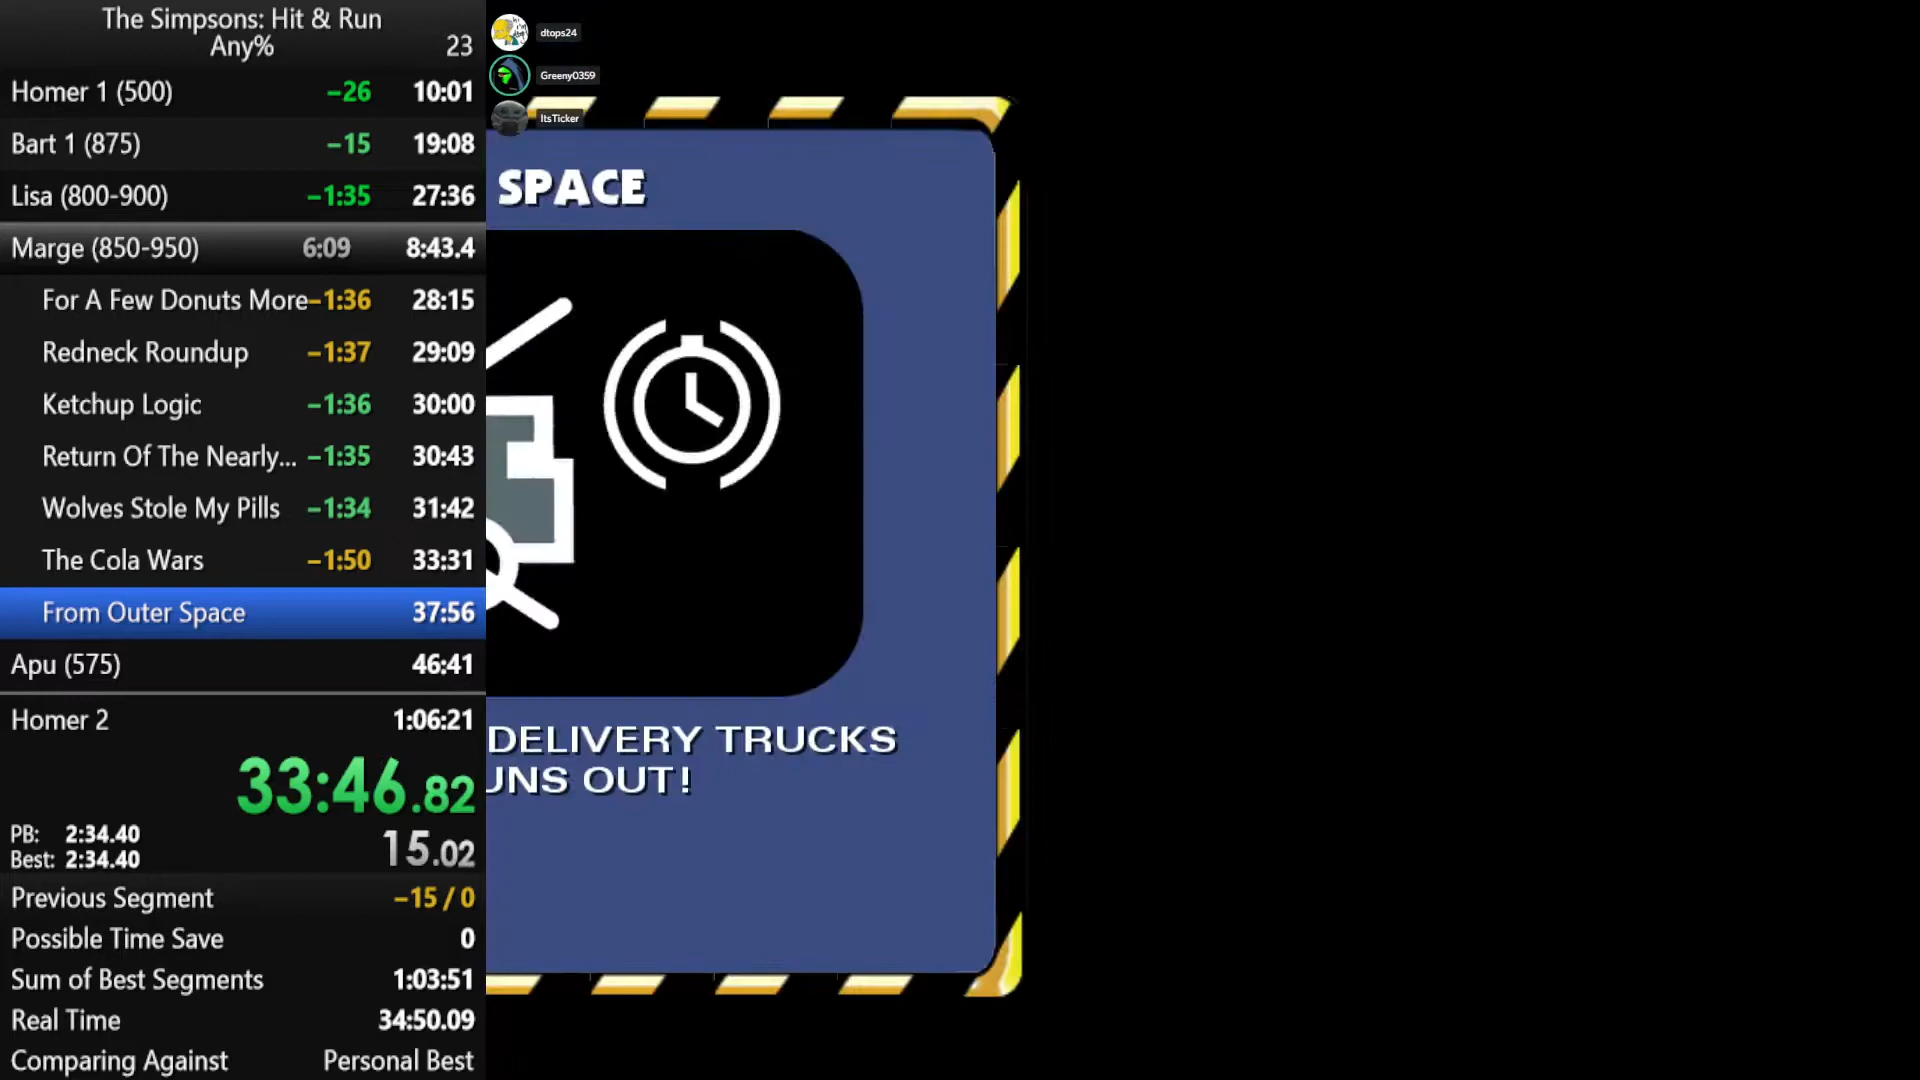 The Simpsons: Hit & Run
Any% 23
Homer 1 (500) −26 10:01
Bart 1 (875) −15 19:08
Lisa (800-900) −1:35 27:36
Marge (850-950) 6:09 8:43.4
For A Few Donuts More −1:36 28:15
Redneck Roundup −1:37 29:09
Ketchup Logic −1:36 30:00
Return Of The Nearly... −1:35 30:43
Wolves Stole My Pills −1:34 31:42
The Cola Wars −1:50 33:31
From Outer Space 37:56
Apu (575) 46:41
Homer 2 1:06:21
33:46.82
PB: 2:34.40
Best: 2:34.40
15.02
Previous Segment −15 / 0
Possible Time Save 0
Sum of Best Segments 1:03:51
Real Time 34:50.09
Comparing Against Personal Best
dtops24
Greeny0359
ItsTicker
SPACE
DELIVERY TRUCKS
UNS OUT!